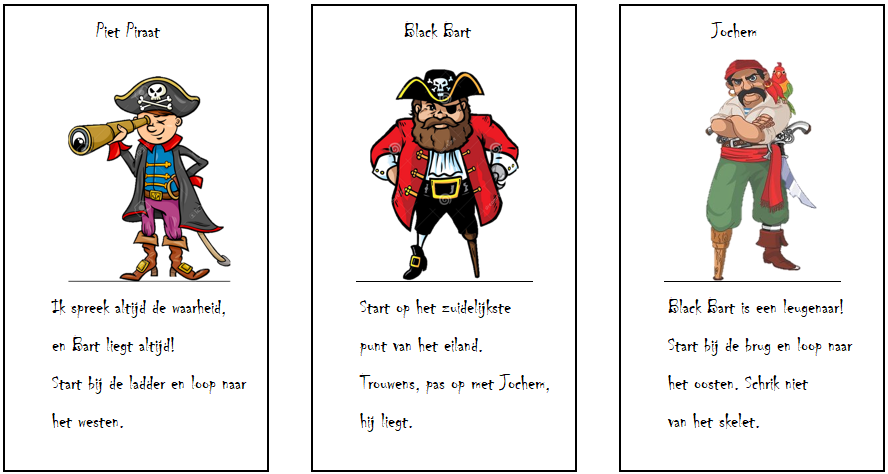 Piet Piraat
Ik spreek altijd de waarheid,
en Bart liegt altijd!
Start bij de ladder en loop naar
het westen.
Black Bart
Start op het zuidelijkste
punt van het eiland.
Trouwens, pas op met Jochem,
hij liegt.
Jochem
Black Bart is een leugenaar!
Start bij de brug en loop naar
het oosten. Schrik niet
van het skelet.